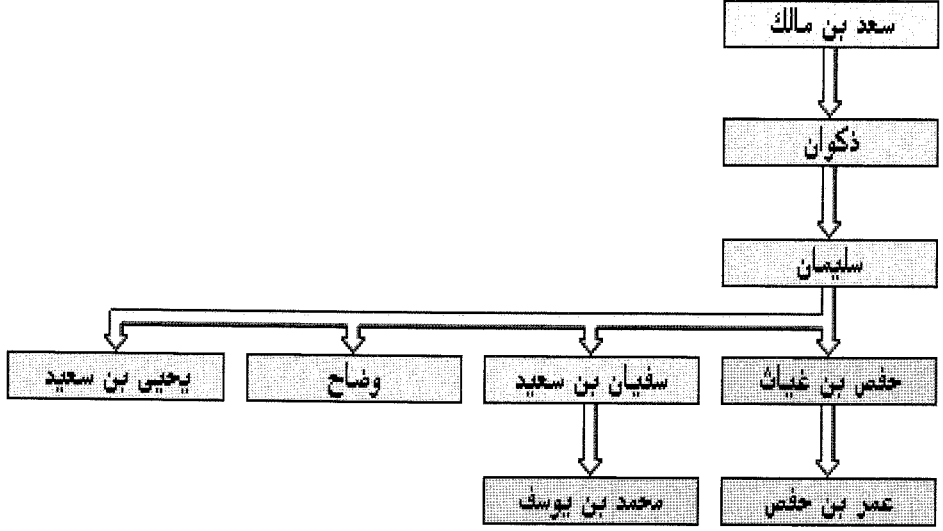 سعد بن مالك
ذكوان
سليمان
حفص بن غياث
سفيان بن سعيد
وضاح
يحيى بن سعيد
عمر بن حفص
محمد بن يوسف